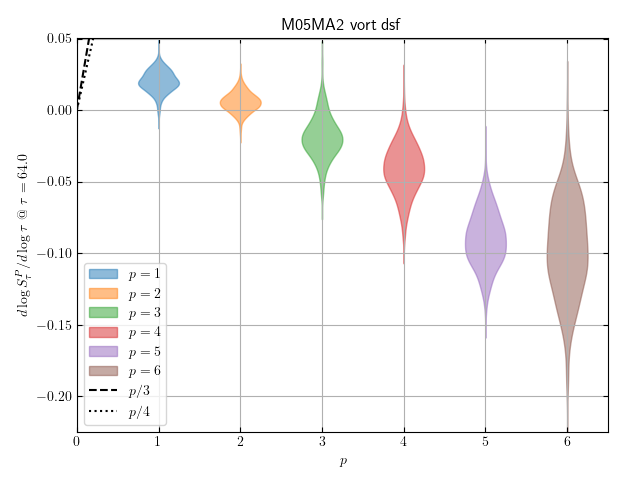 M05MA2 vort dsf
d log S_τ^P / d log τ @ τ = 64.0
0.05
0.00
−0.05
−0.10
−0.15
−0.20
p = 1
p = 2
p = 3
p = 4
p = 5
p = 6
p/3
p/4
0 1 2 3 4 5 6
p